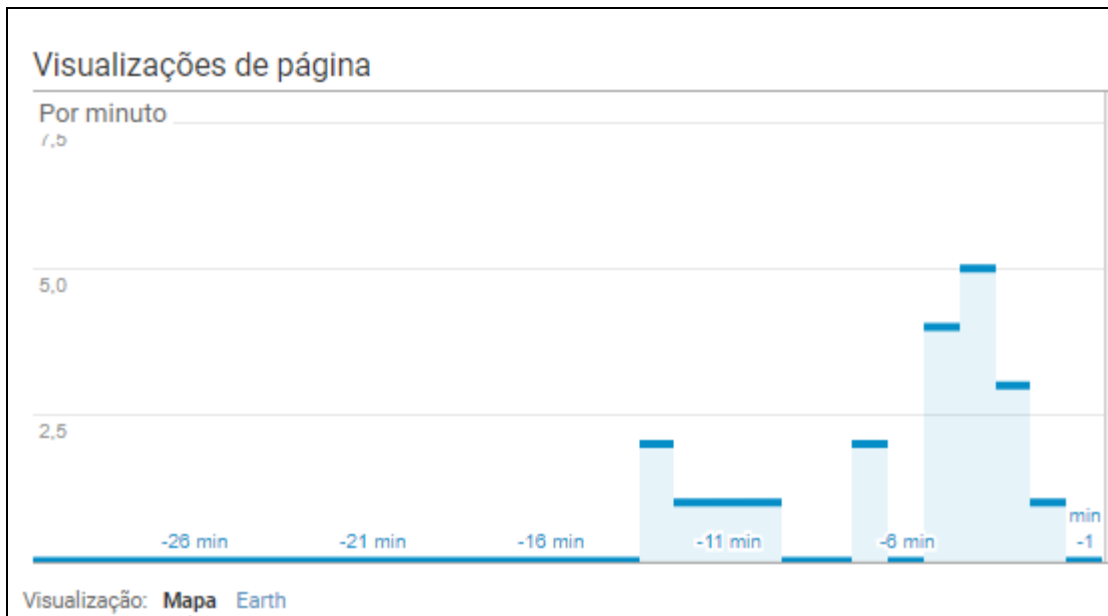 Visualizações de página
Por minuto
7,5
5,0
2,5
-26 min
-21 min
-16 min
-11 min
-6 min
min
-1
Visualização: Mapa Earth